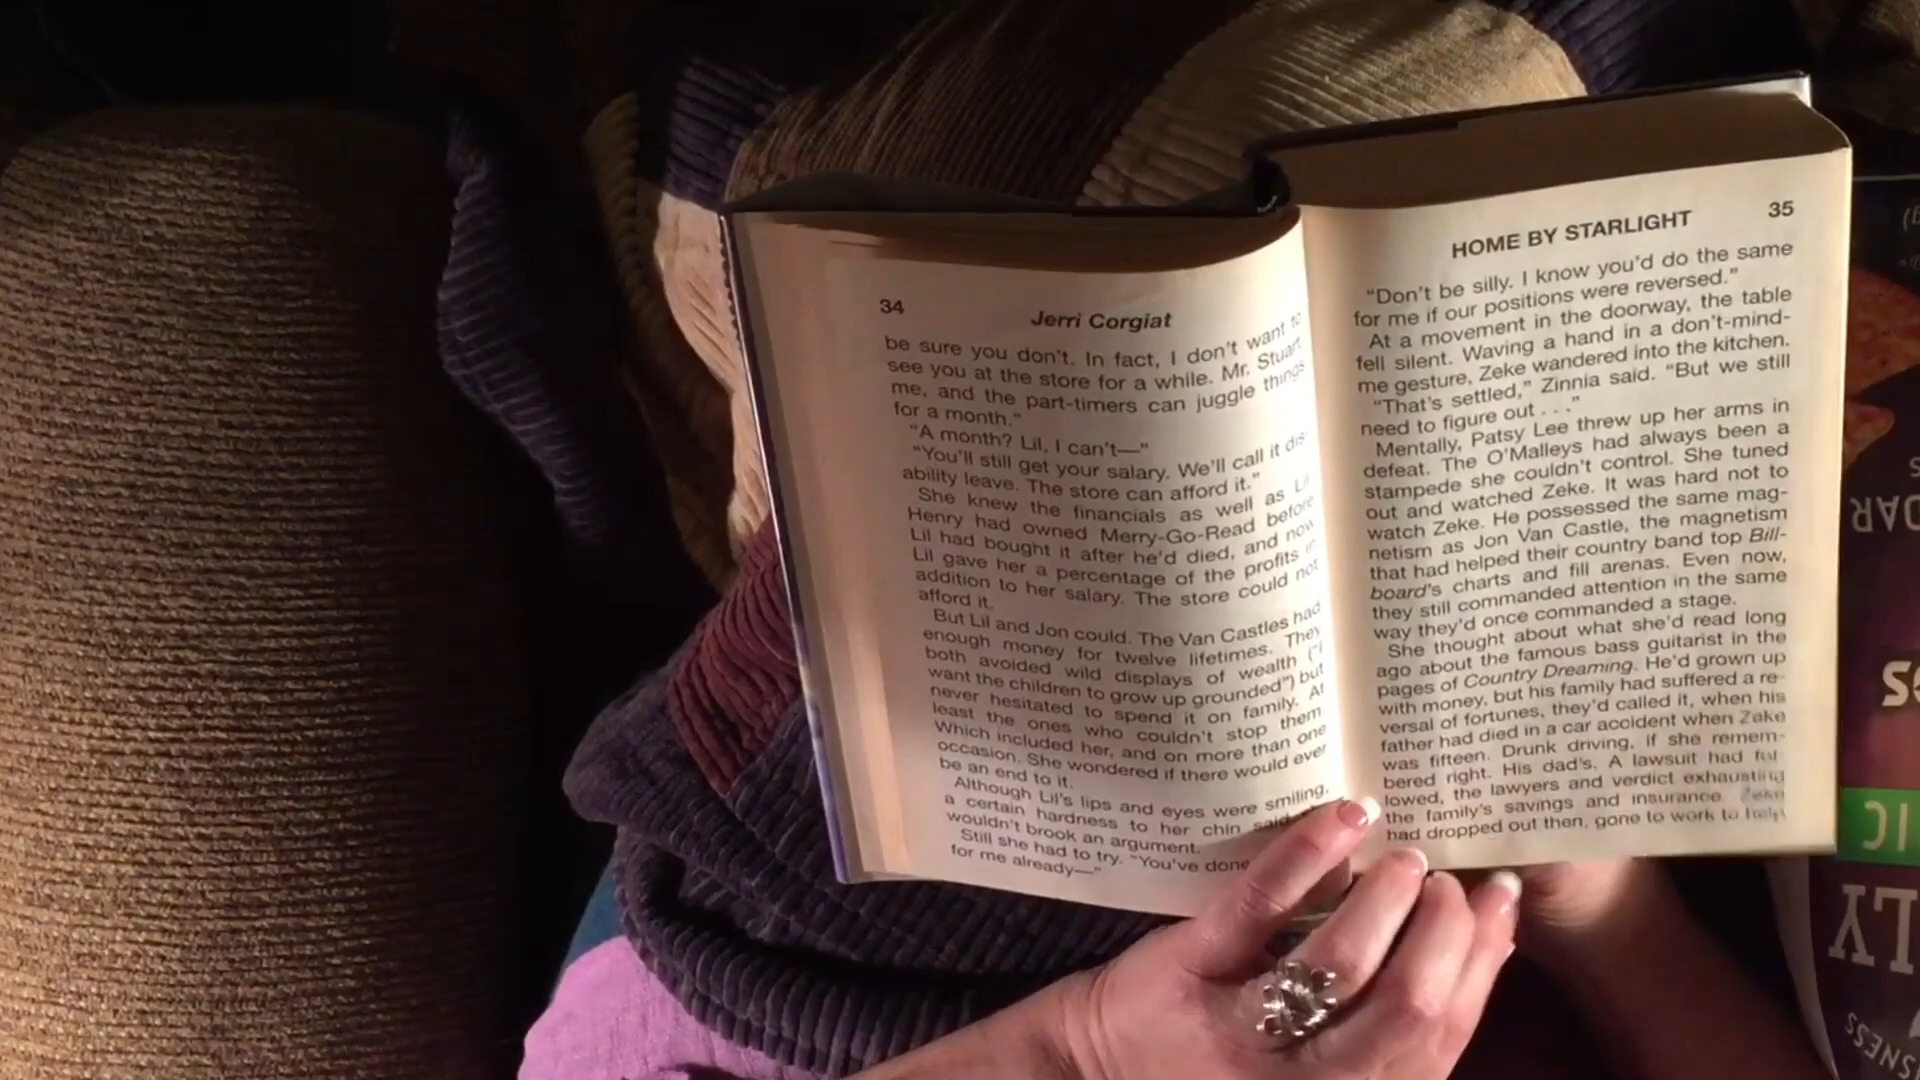 34
Jerri Corgiat
be sure you don't. In fact, I don't want to
see you at the store for a while. Mr. Stuart,
me, and the part-timers can juggle things
for a month."
"A month? Lil, I can't—"
"You'll still get your salary. We'll call it dis-
ability leave. The store can afford it."
She knew the financials as well as Lil
Henry had owned Merry-Go-Read before
Lil had bought it after he'd died, and now
Lil gave her a percentage of the profits in
addition to her salary. The store could not
afford it.
But Lil and Jon could. The Van Castles had
enough money for twelve lifetimes. They
both avoided wild displays of wealth ("I
want the children to grow up grounded") but
never hesitated to spend it on family. At
least the ones who couldn't stop them.
Which included her, and on more than one
occasion. She wondered if there would ever
be an end to it.
Although Lil's lips and eyes were smiling,
a certain hardness to her chin said
wouldn't brook an argument.
Still she had to try. "You've done
for me already—"
HOME BY STARLIGHT
35
"Don't be silly. I know you'd do the same
for me if our positions were reversed."
At a movement in the doorway, the table
fell silent. Waving a hand in a don't-mind-
me gesture, Zeke wandered into the kitchen.
"That's settled," Zinnia said. "But we still
need to figure out . . ."
Mentally, Patsy Lee threw up her arms in
defeat. The O'Malleys had always been a
stampede she couldn't control. She tuned
out and watched Zeke. It was hard not to
watch Zeke. He possessed the same mag-
netism as Jon Van Castle, the magnetism
that had helped their country band top Bill-
board's charts and fill arenas. Even now,
they still commanded attention in the same
way they'd once commanded a stage.
She thought about what she'd read long
ago about the famous bass guitarist in the
pages of Country Dreaming. He'd grown up
with money, but his family had suffered a re-
versal of fortunes, they'd called it, when his
father had died in a car accident when Zeke
was fifteen. Drunk driving, if she remem-
bered right. His dad's. A lawsuit had fol-
lowed, the lawyers and verdict exhausting
the family's savings and insurance. Zeke
had dropped out then, gone to work to help